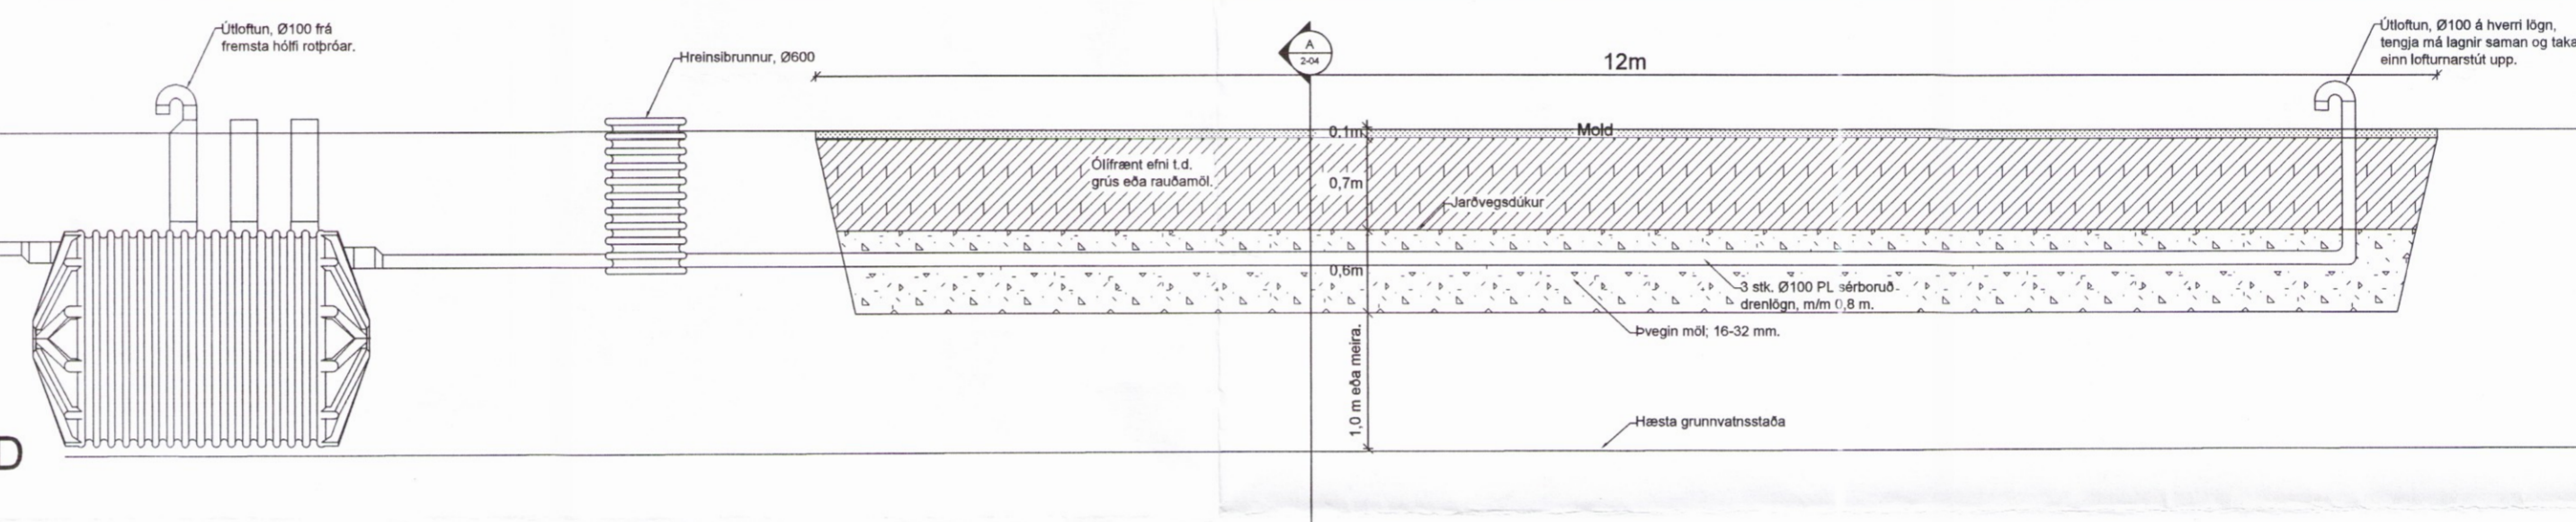 Útloftun, Ø100 frá
fremsta hólfi rotþróar.
Hreinsibrunnur, Ø600
A
2-04
12m
Útloftun, Ø100 á hverri lögn,
tengja má lagnir saman og taka
einn lofturnarstút upp.
0,1m
Mold
Ólífrænt efni t.d.
grús eða rauðamöl.
0,7m
Jarðvegsdúkur
0,6m
3 stk. Ø100 PL sérboruð
drenlögn, m/m 0,8 m.
Þvegin möl; 16-32 mm.
1,0 m eða meira.
Hæsta grunnvatnsstaða
D